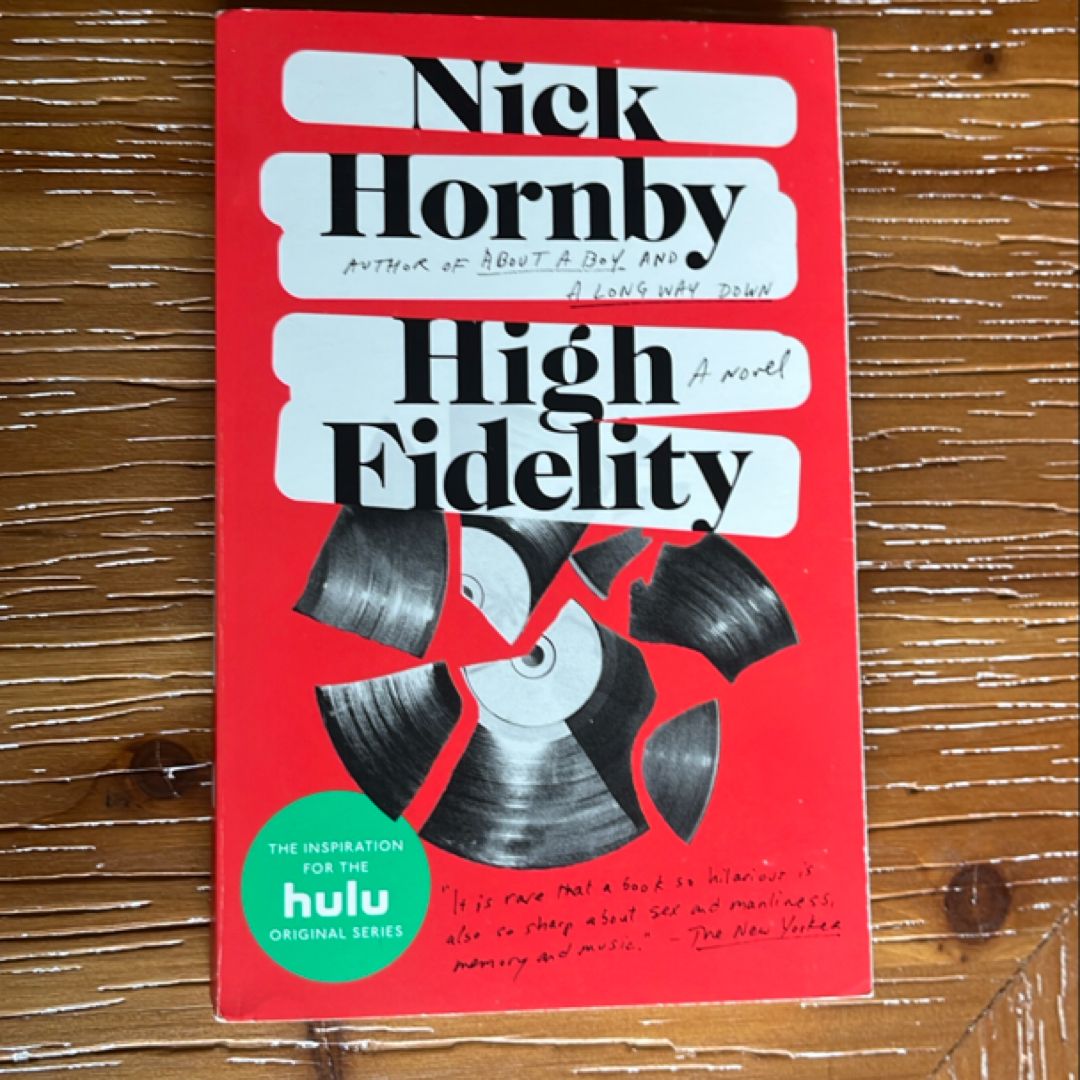 Nick
Hornby
AUTHOR OF ABOUT A BOY AND
A LONG WAY DOWN
High
A novel
Fidelity
THE INSPIRATION
FOR THE
hulu
ORIGINAL SERIES
"It is rare that a book so hilarious is
also so sharp about sex and manliness,
memory and music." - The New Yorker